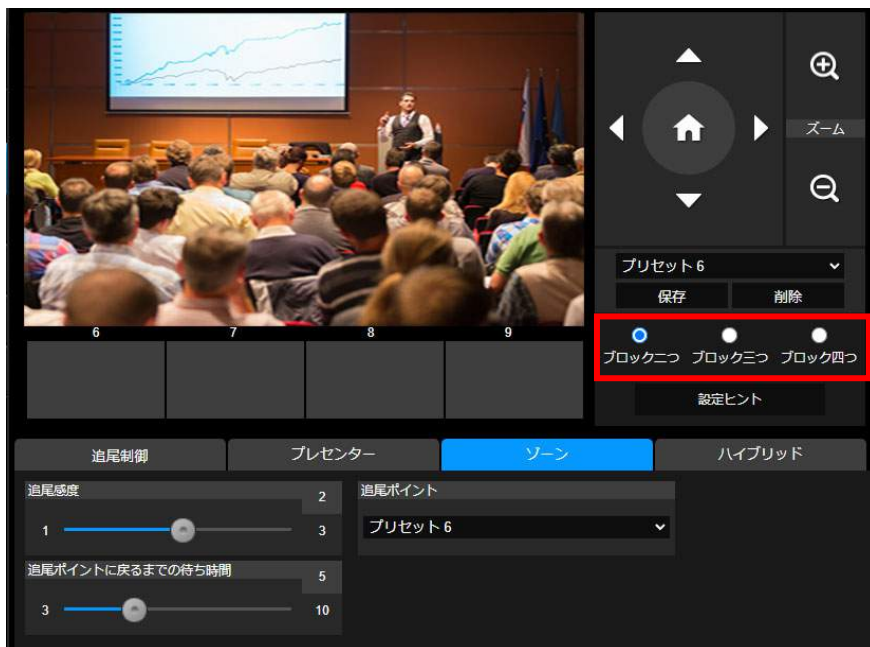 ズーム
プリセット 6
保存 削除
6 7 8 9
ブロック二つ ブロック三つ ブロック四つ
設定ヒント
追尾制御 プレゼンター ゾーン ハイブリッド
追尾感度 2
1 3
追尾ポイント
プリセット 6
追尾ポイントに戻るまでの待ち時間 5
3 10